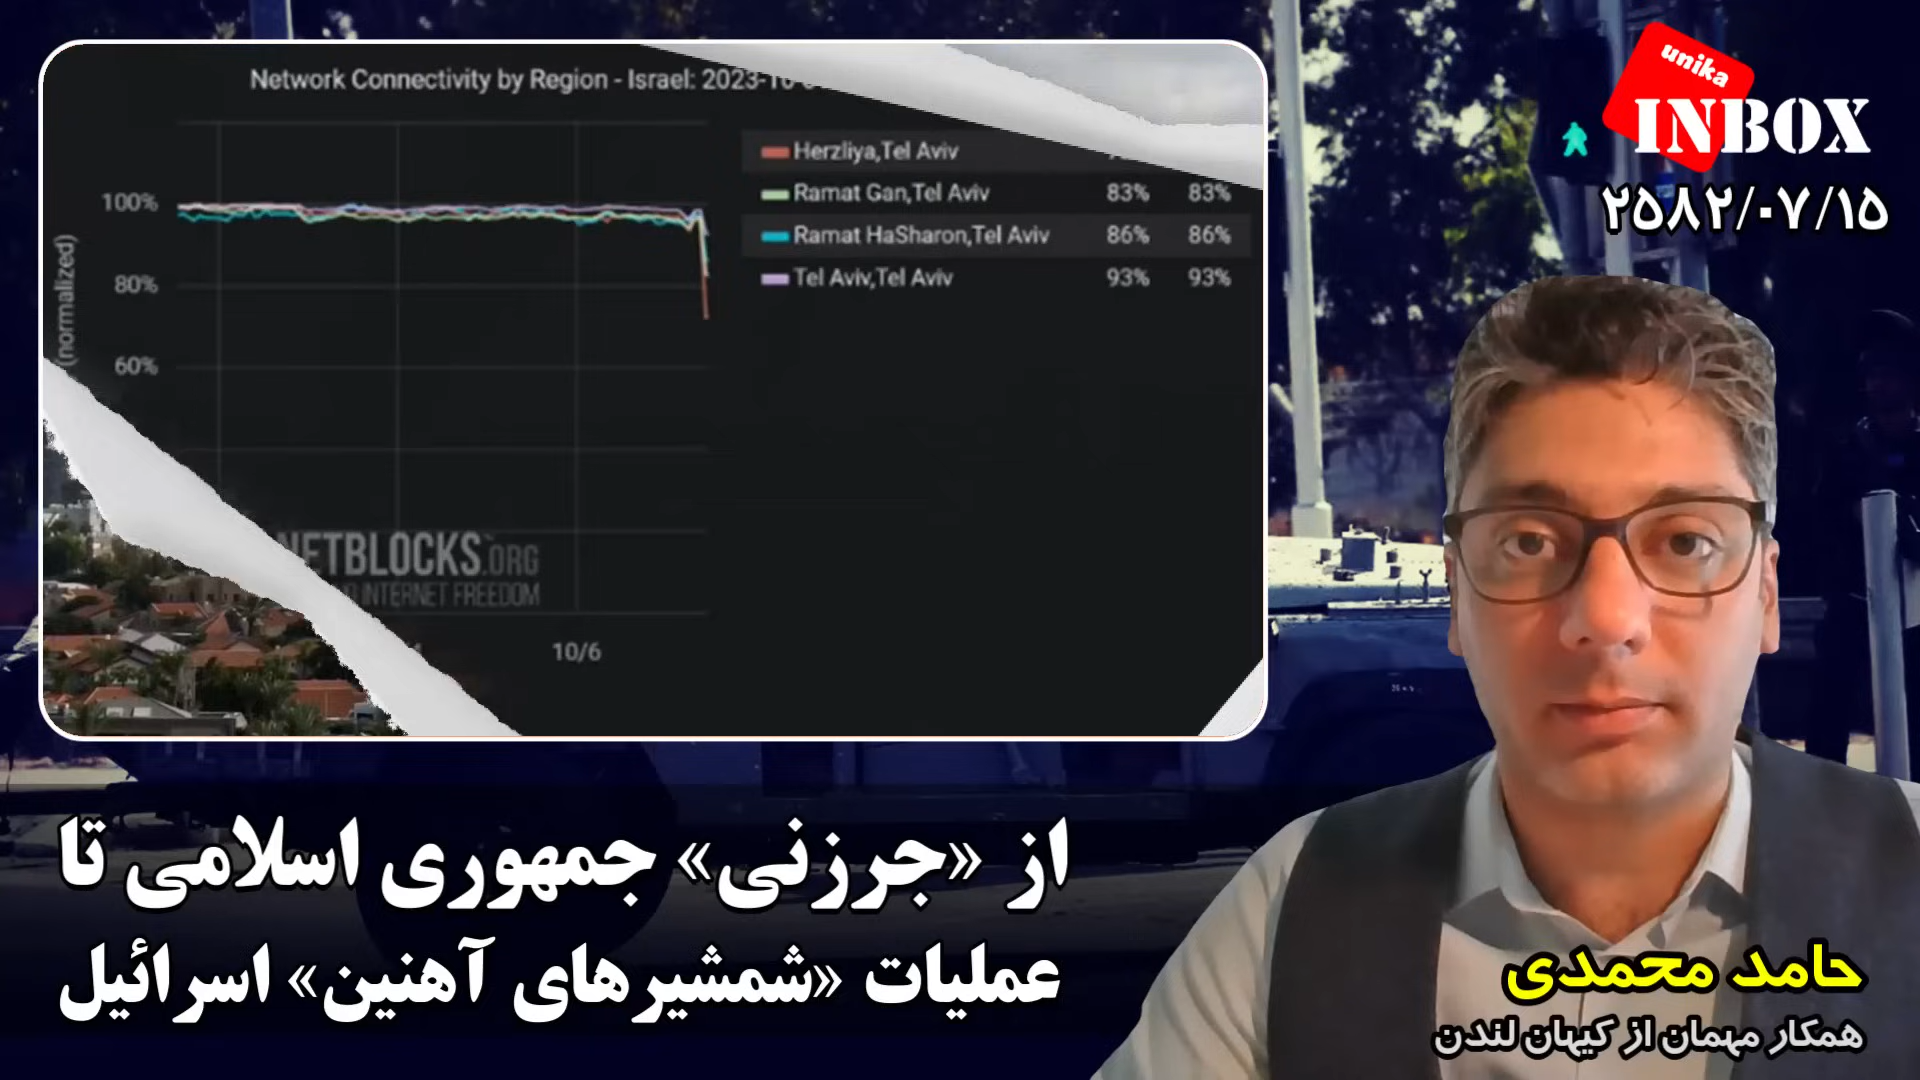 Network Connectivity by Region - Israel: 2023-10-
(normalized)
100%
80%
60%
10/6
Herzliya,Tel Aviv
Ramat Gan,Tel Aviv 83% 83%
Ramat HaSharon,Tel Aviv 86% 86%
Tel Aviv,Tel Aviv 93% 93%
NETBLOCKS.ORG
INTERNET FREEDOM
unika
INBOX
۲۵۸۲/۰۷/۱۵
از «جرزنی» جمهوری اسلامی تا
عملیات «شمشیرهای آهنین» اسرائیل
حامد محمدی
همکار مهمان از کیهان لندن